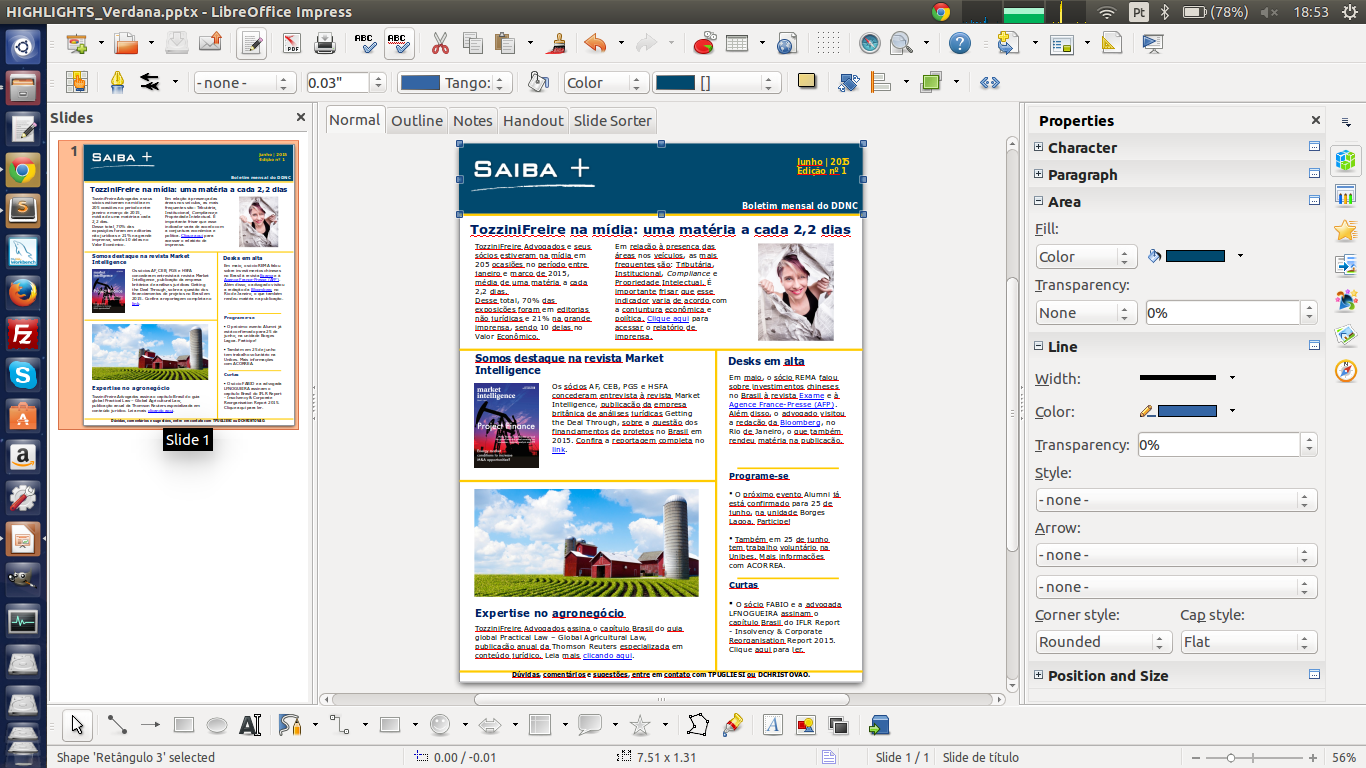 HIGHLIGHTS_Verdana.pptx - LibreOffice Impress
Pt
(78%)
18:53
- none -
0.03"
Tango:
Color
[]
Slides
1
Slide 1
Normal
Outline
Notes
Handout
Slide Sorter
SAIBA +
Junho | 2015
Edição nº 1
Boletim mensal do DDNC
TozziniFreire na mídia: uma matéria a cada 2,2 dias
TozziniFreire Advogados e seus
sócios estiveram na mídia em
205 ocasiões no período entre
janeiro e março de 2015,
média de uma matéria a cada
2,2 dias.
Desse total, 70% das
exposições foram em editorias
não jurídicas e 21% na grande
imprensa, sendo 10 delas no
Valor Econômico.
Em relação à presença das
áreas nos veículos, as mais
frequentes são: Tributária,
Institucional, Compliance e
Propriedade Intelectual. É
importante frisar que esse
indicador varia de acordo com
a conjuntura econômica e
política. Clique aqui para
acessar o relatório de
imprensa.
Somos destaque na revista Market
Intelligence
market
intelligence
Project finance
Os sócios AF, CEB, PGS e HSFA
concederam entrevista à revista Market
Intelligence, publicação da empresa
britânica de análises jurídicas Getting
the Deal Through, sobre a questão dos
financiamentos de projetos no Brasil em
2015. Confira a reportagem completa no
link.
Desks em alta
Em maio, o sócio REMA falou
sobre investimentos chineses
no Brasil à revista Exame e à
Agence France-Presse (AFP).
Além disso, o advogado visitou
a redação da Bloomberg, no
Rio de Janeiro, o que também
rendeu matéria na publicação.
Programe-se
• O próximo evento Alumni já
está confirmado para 25 de
junho, na unidade Borges
Lagoa. Participe!
• Também em 25 de junho
tem trabalho voluntário na
Unibes. Mais informações
com ACORREA.
Curtas
• O sócio FABIO e a advogada
LFNOGUEIRA assinam o
capítulo Brasil do IFLR Report
- Insolvency & Corporate
Reorganisation Report 2015.
Clique aqui para ler.
Expertise no agronegócio
TozziniFreire Advogados assina o capítulo Brasil do guia
global Practical Law – Global Agricultural Law,
publicação anual da Thomson Reuters especializada em
conteúdo jurídico. Leia mais clicando aqui.
Dúvidas, comentários e sugestões, entre em contato com TPUGLIESI ou DCHRISTOVAO.
Properties
Character
Paragraph
Area
Fill:
Color
Transparency:
None
0%
Line
Width:
Color:
Transparency:
0%
Style:
- none -
Arrow:
- none -
- none -
Corner style:
Cap style:
Rounded
Flat
Position and Size
Shape 'Retângulo 3' selected
0.00 / -0.01
7.51 x 1.31
Slide 1 / 1
Slide de título
56%